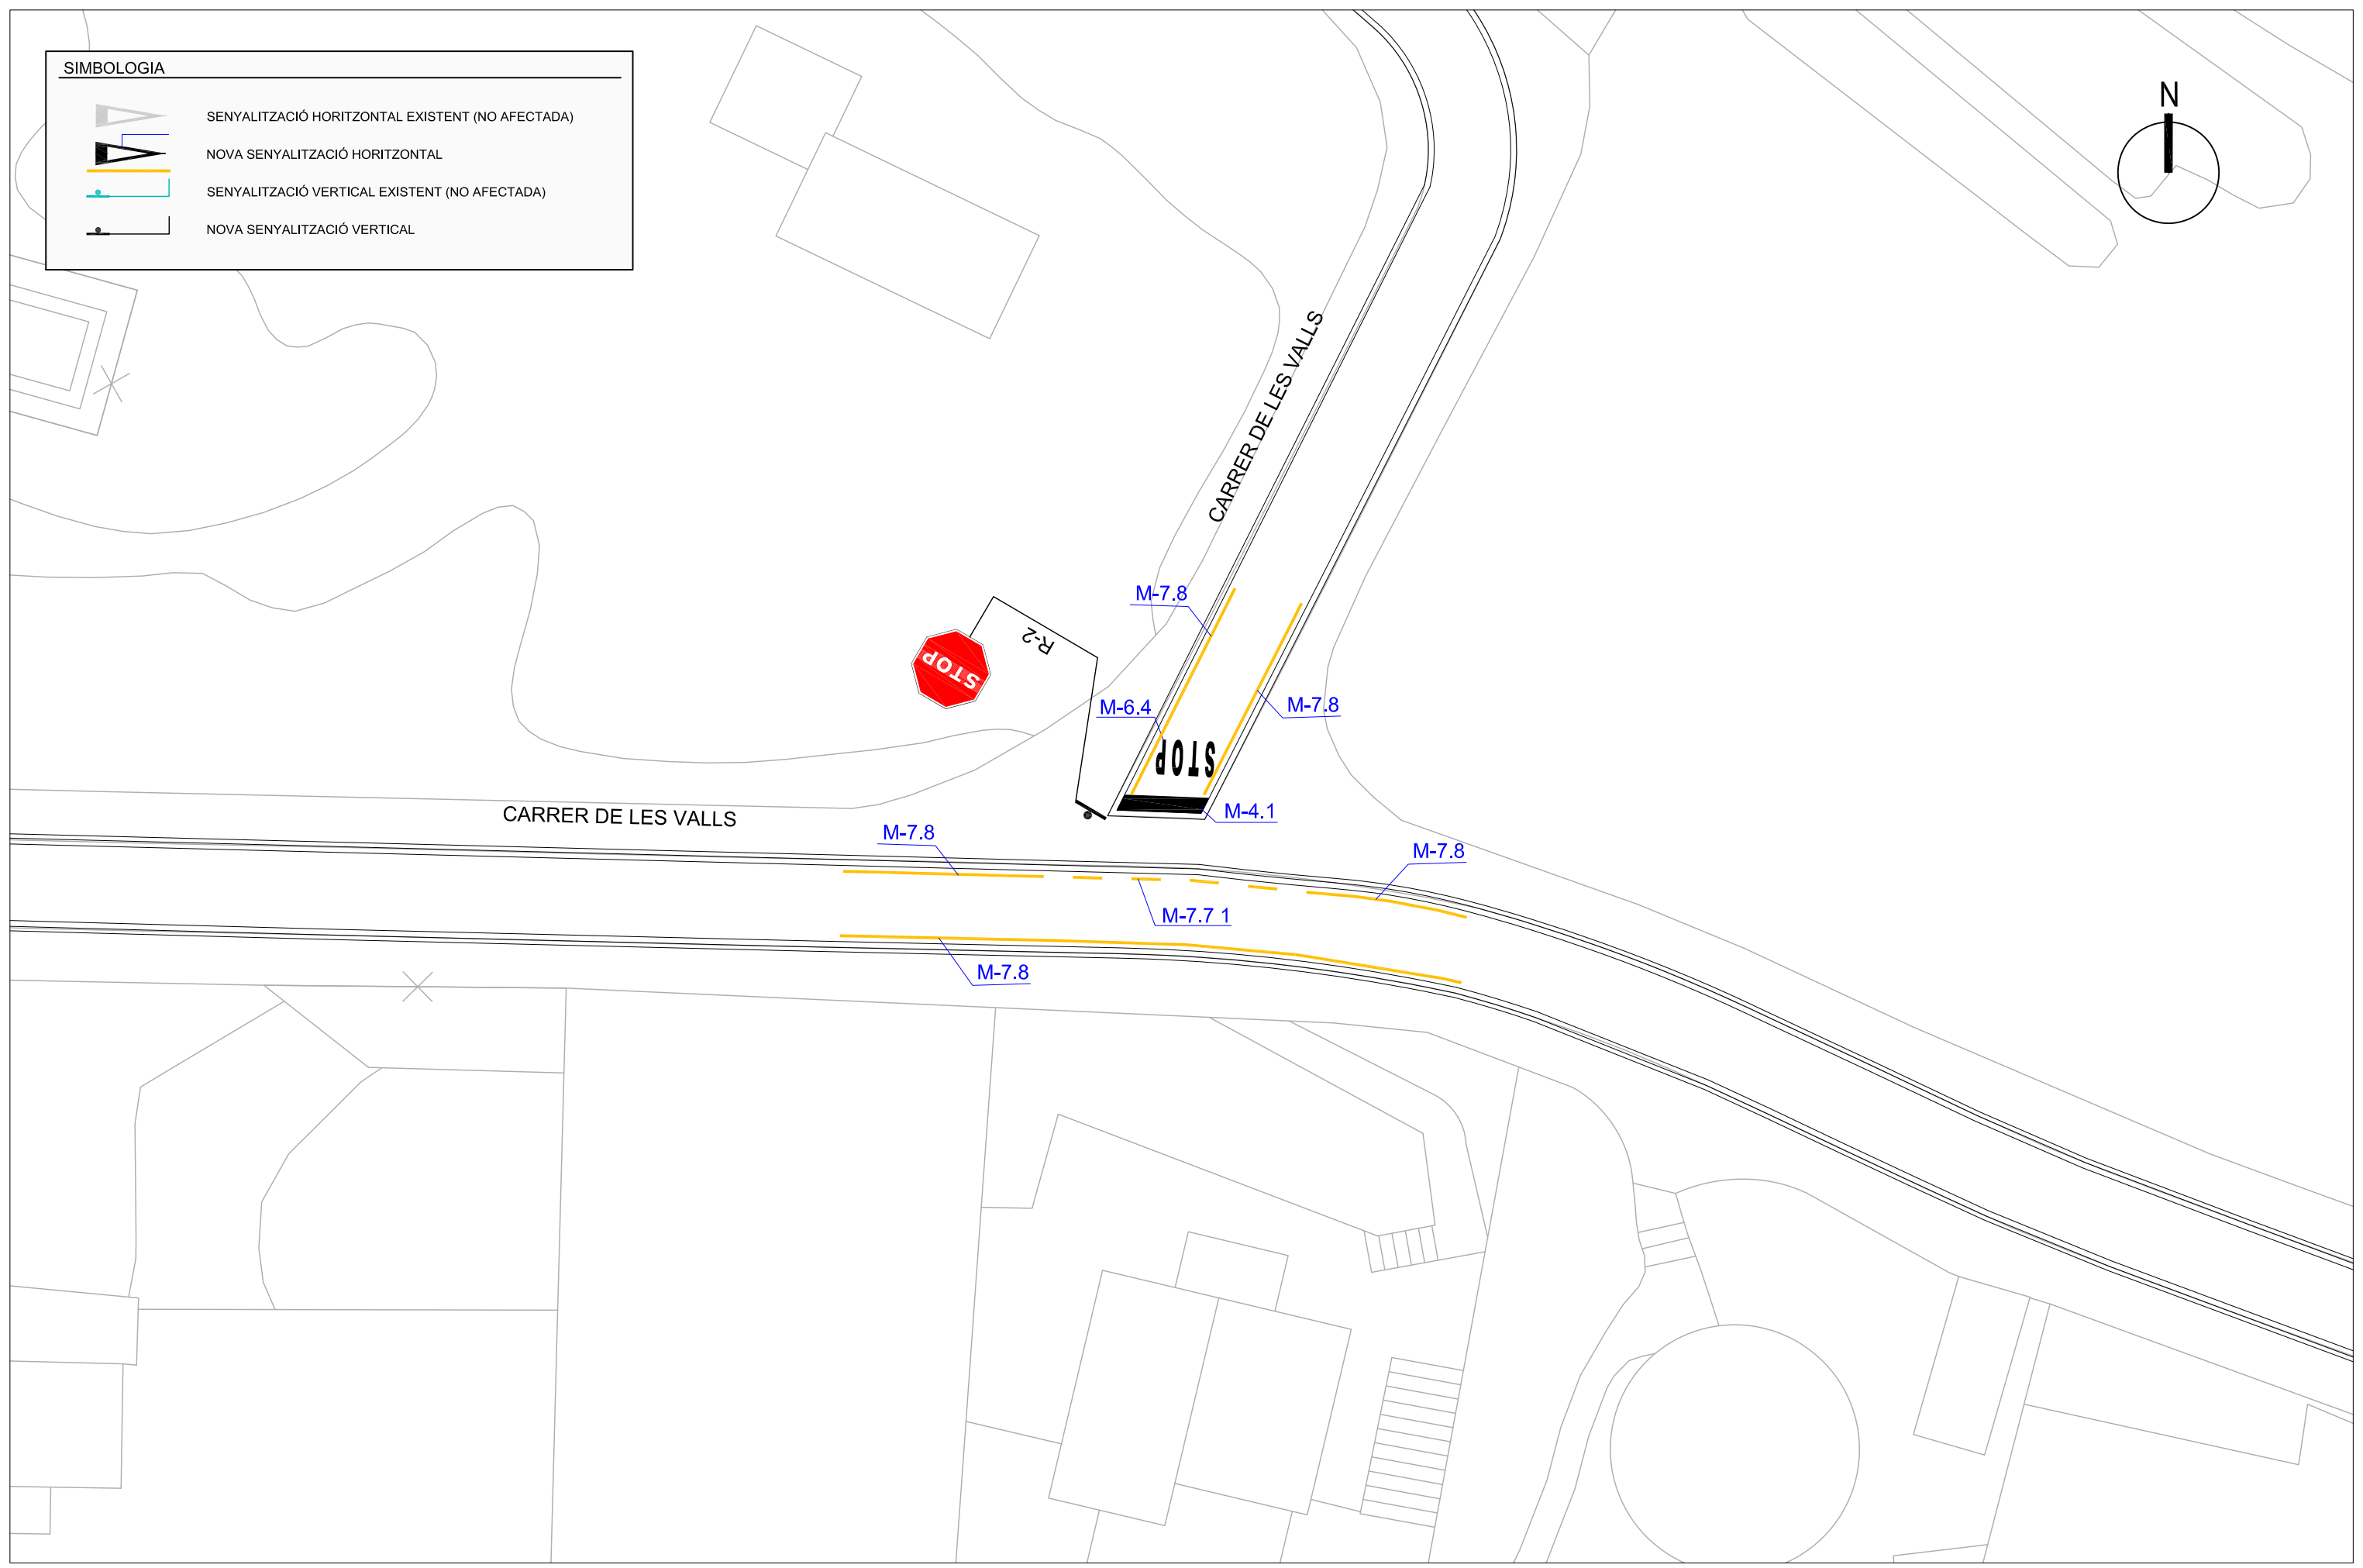 SIMBOLOGIA
SENYALITZACIÓ HORITZONTAL EXISTENT (NO AFECTADA)
NOVA SENYALITZACIÓ HORITZONTAL
SENYALITZACIÓ VERTICAL EXISTENT (NO AFECTADA)
NOVA SENYALITZACIÓ VERTICAL
N
CARRER DE LES VALLS
M-7.8
R-2
STOP
M-6.4
M-7.8
STOP
M-4.1
CARRER DE LES VALLS
M-7.8
M-7.8
M-7.7 1
M-7.8